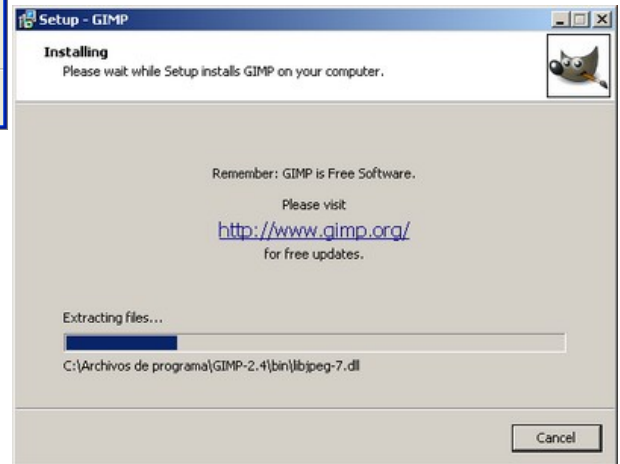 Setup - GIMP
Installing
Please wait while Setup installs GIMP on your computer.
Remember: GIMP is Free Software.
Please visit
http://www.gimp.org/
for free updates.
Extracting files...
C:\Archivos de programa\GIMP-2.4\bin\libjpeg-7.dll
Cancel